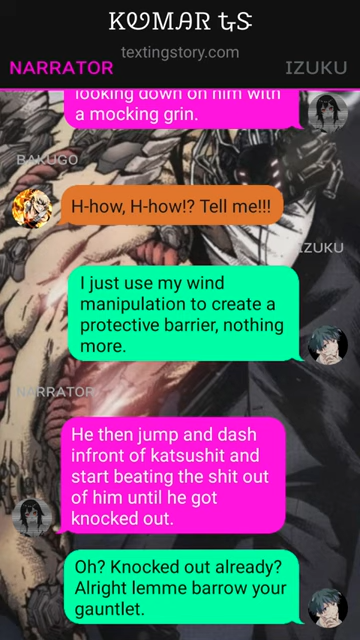 KUMAR GS
textingstory.com
NARRATOR
IZUKU
looking down on him with
a mocking grin.
BAKUGO
H-how, H-how!? Tell me!!!
IZUKU
I just use my wind
manipulation to create a
protective barrier, nothing
more.
NARRATOR
He then jump and dash
infront of katsushit and
start beating the shit out
of him until he got
knocked out.
Oh? Knocked out already?
Alright lemme barrow your
gauntlet.